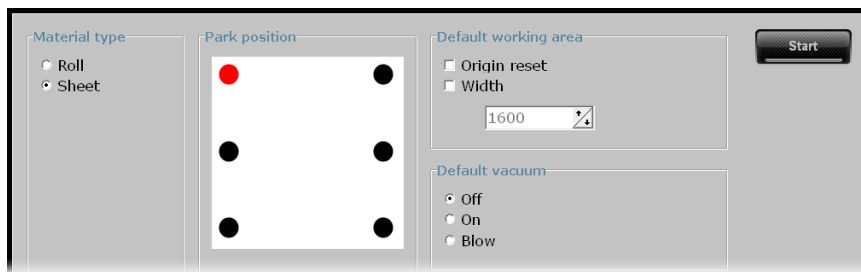 Material type
Roll
Sheet
Park position
Default working area
Origin reset
Width
1600
Default vacuum
Off
On
Blow
Start